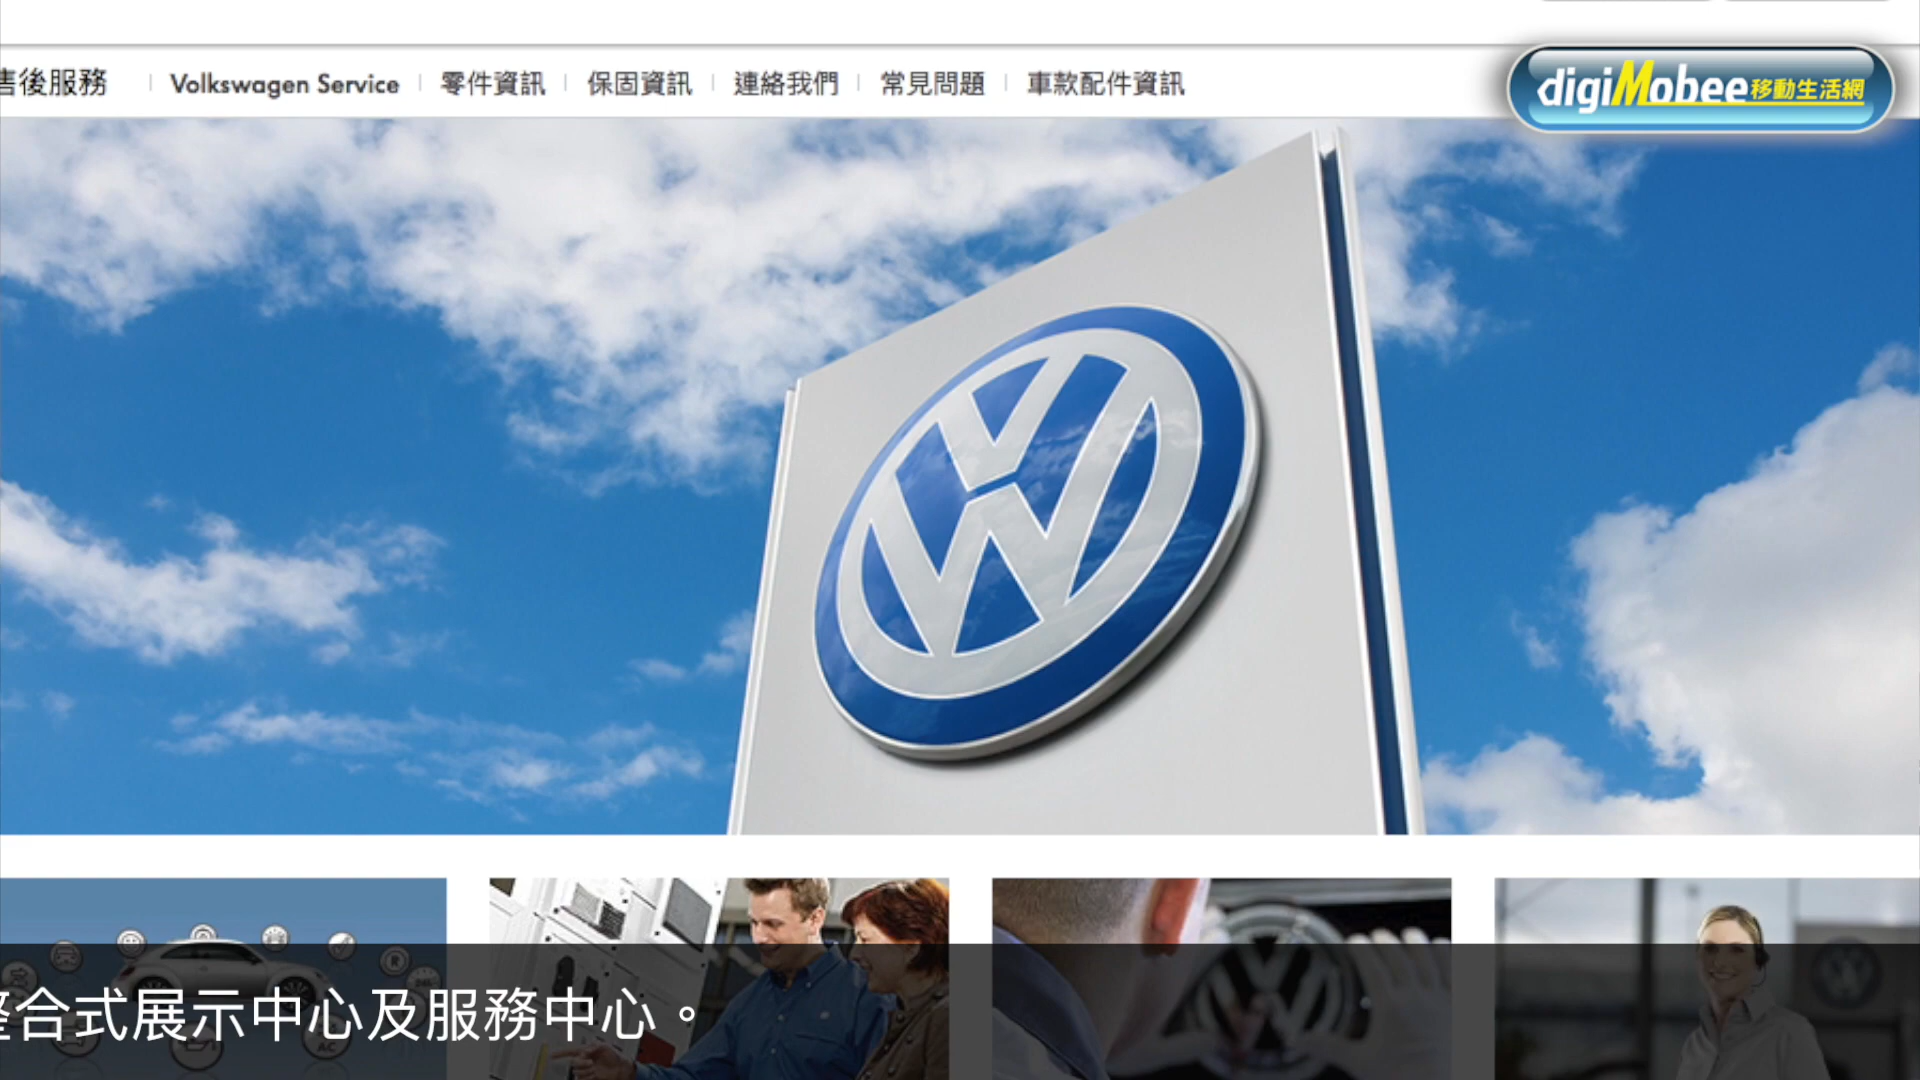 售後服務 Volkswagen Service 零件資訊 保固資訊 連絡我們 常見問題 車款配件資訊
digiMobee移動生活網
整合式展示中心及服務中心。